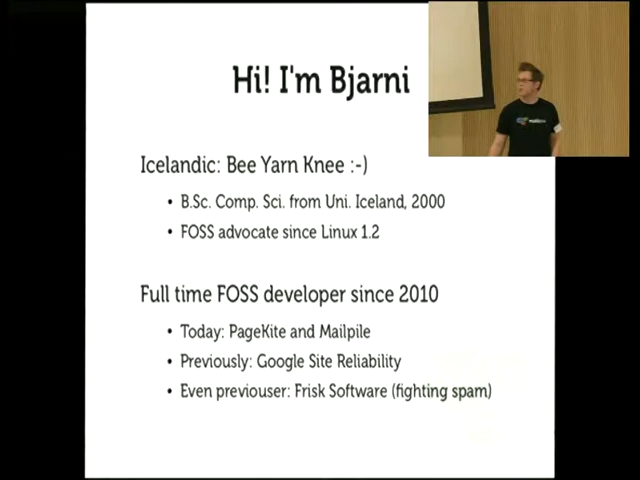 Hi! I'm Bjarni
Icelandic: Bee Yarn Knee :-)
• B.Sc. Comp. Sci. from Uni. Iceland, 2000
• FOSS advocate since Linux 1.2
Full time FOSS developer since 2010
• Today: PageKite and Mailpile
• Previously: Google Site Reliability
• Even previouser: Frisk Software (fighting spam)